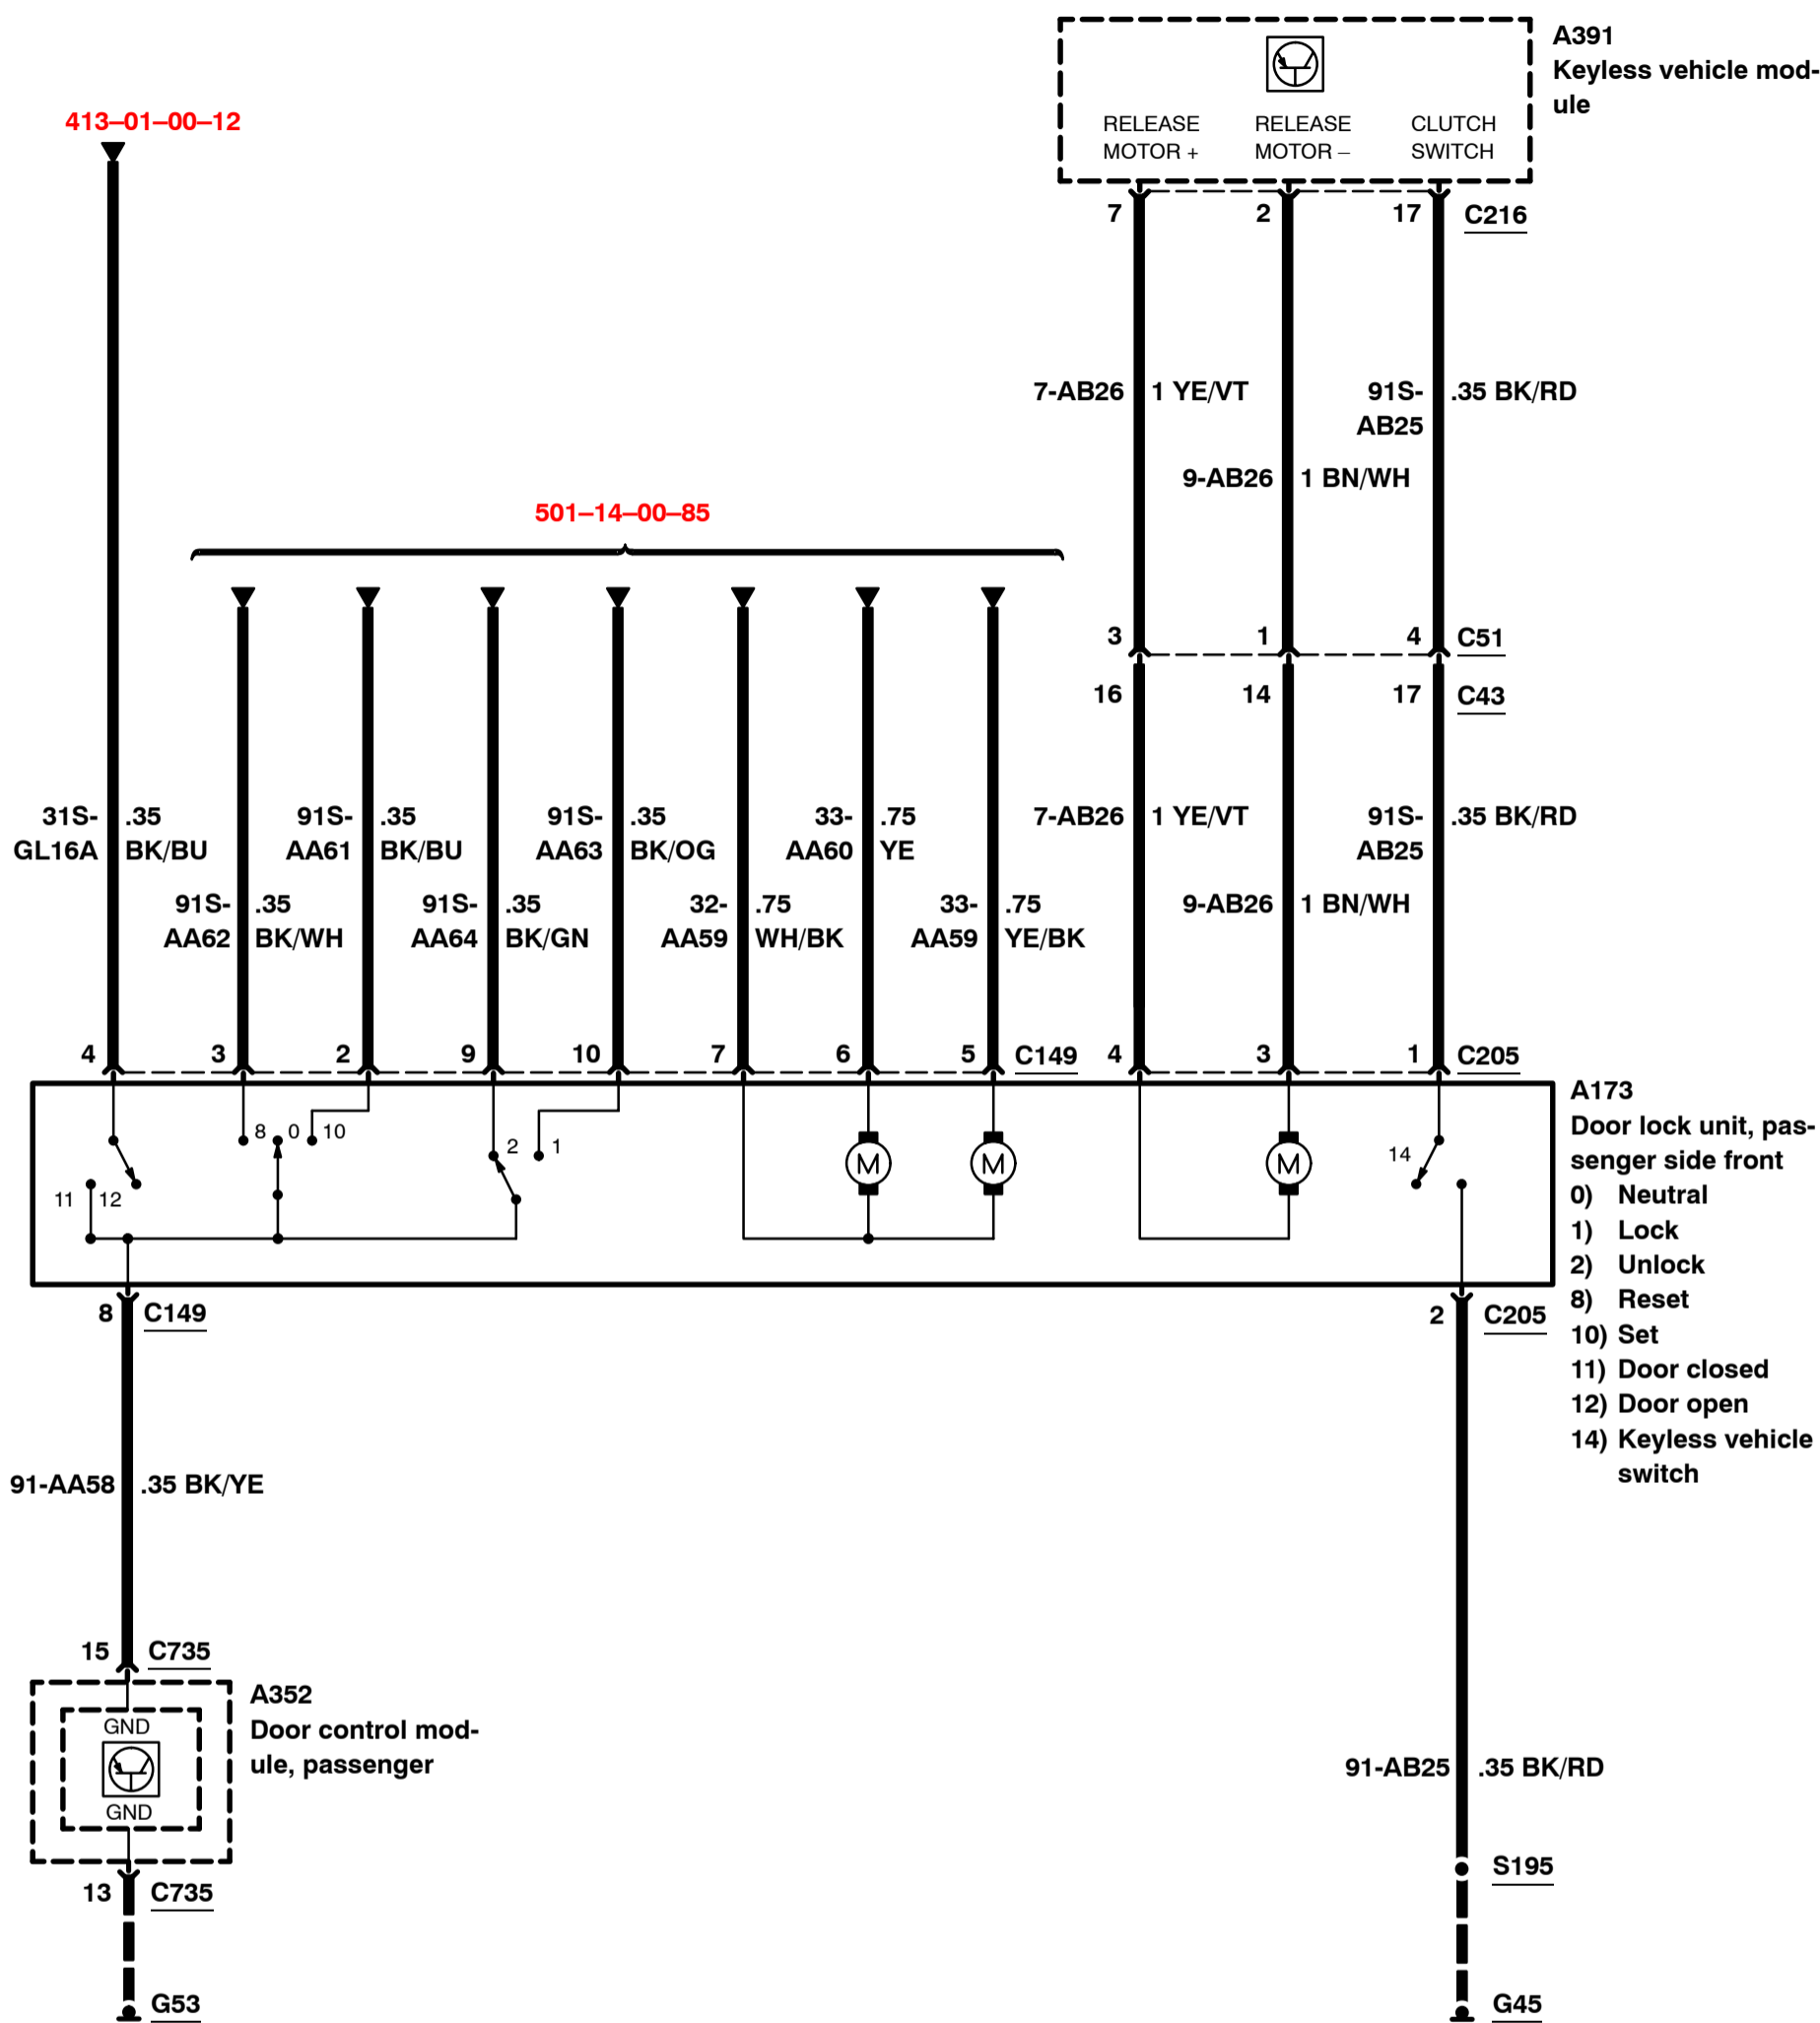 A391
Keyless vehicle mod-
ule
RELEASE MOTOR +
RELEASE MOTOR –
CLUTCH SWITCH
413–01–00–12
7 2 17 C216
7-AB26 1 YE/VT
91S-AB25 .35 BK/RD
9-AB26 1 BN/WH
501–14–00–85
3 1 4 C51
16 14 17 C43
31S-GL16A .35 BK/BU
91S-AA61 .35 BK/BU
91S-AA63 .35 BK/OG
33-AA60 .75 YE
7-AB26 1 YE/VT
91S-AB25 .35 BK/RD
91S-AA62 .35 BK/WH
91S-AA64 .35 BK/GN
32-AA59 .75 WH/BK
33-AA59 .75 YE/BK
9-AB26 1 BN/WH
4 3 2 9 10 7 6 5 C149 4 3 1 C205
8 0 10 2 1 M M M 14
11 12
A173
Door lock unit, pas-
senger side front
0) Neutral
1) Lock
2) Unlock
8) Reset
10) Set
11) Door closed
12) Door open
14) Keyless vehicle
switch
8 C149
2 C205
91-AA58 .35 BK/YE
15 C735
A352
Door control mod-
ule, passenger
GND
GND
91-AB25 .35 BK/RD
S195
13 C735
G53
G45